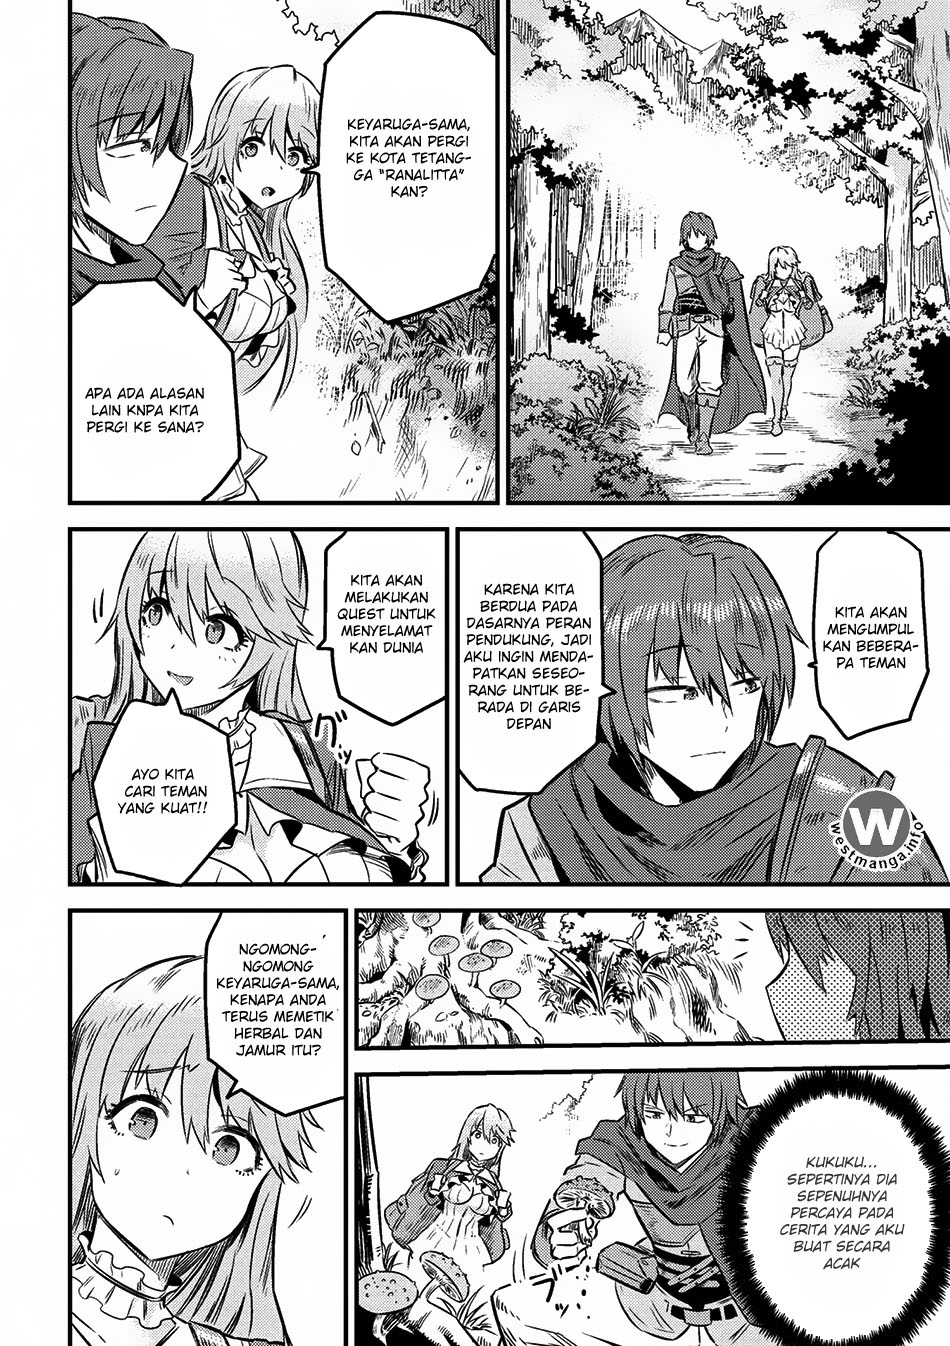 KEYARUGA-SAMA,
KITA AKAN PERGI
KE KOTA TETANG-
GA "RANALITTA"
KAN?
APA ADA ALASAN
LAIN KNPA KITA
PERGI KE SANA?
KITA AKAN
MENGUMPUL
KAN BEBERA-
PA TEMAN
KARENA KITA
BERDUA PADA
DASARNYA PERAN
PENDUKUNG, JADI
AKU INGIN MENDA-
PATKAN SESEO-
RANG UNTUK BE-
RADA DI GARIS
DEPAN
KITA AKAN
MELAKUKAN
QUEST UNTUK
MENYELAMAT
KAN DUNIA
AYO KITA
CARI TEMAN
YANG KUAT!!
W
westmanga.info
KUKUKU...
SEPERTINYA DIA
SEPENUHNYA
PERCAYA PADA
CERITA YANG AKU
BUAT SECARA
ACAK
NGOMONG-
NGOMONG
KEYARUGA-SAMA,
KENAPA ANDA
TERUS MEMETIK
HERBAL DAN
JAMUR ITU?